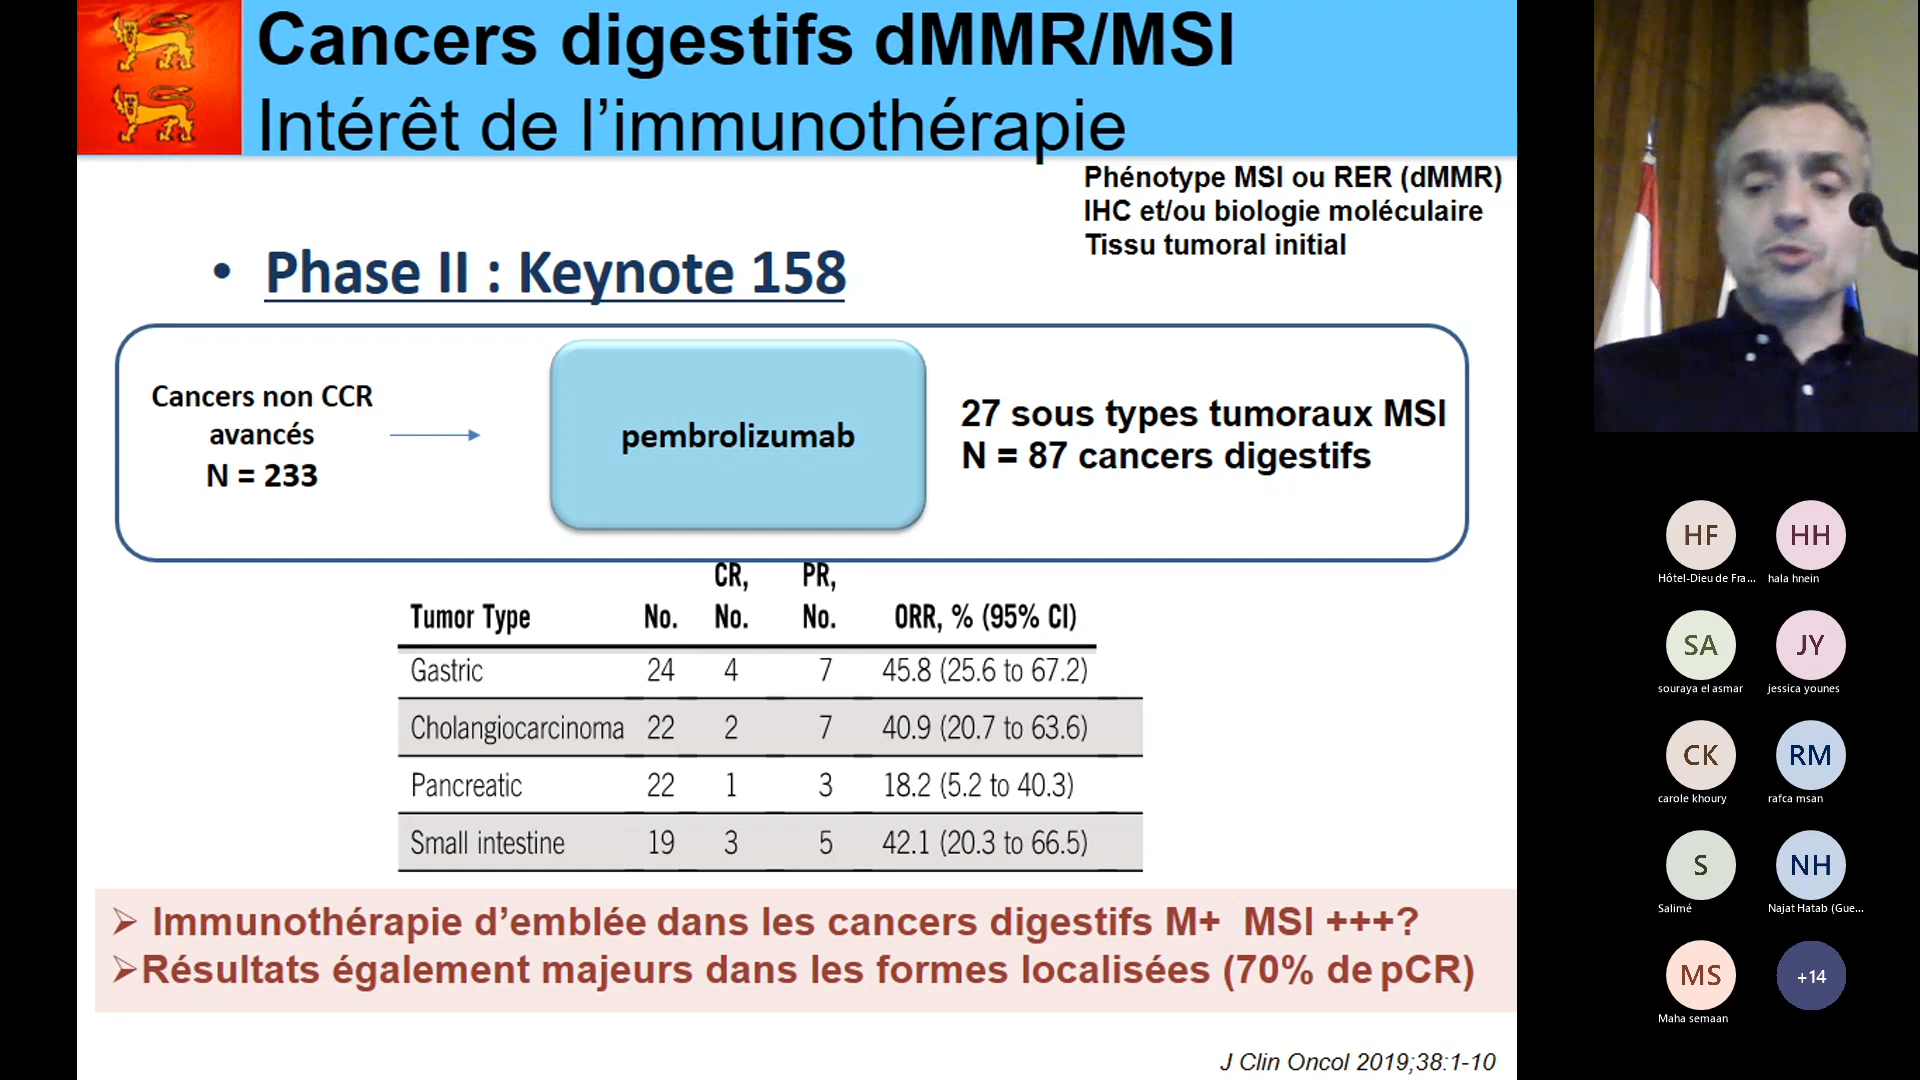 Cancers digestifs dMMR/MSI
Intérêt de l’immunothérapie
Phénotype MSI ou RER (dMMR)
IHC et/ou biologie moléculaire
Tissu tumoral initial
• Phase II : Keynote 158
Cancers non CCR
avancés
N = 233
pembrolizumab
27 sous types tumoraux MSI
N = 87 cancers digestifs
Tumor Type No. CR, No. PR, No. ORR, % (95% CI)
Gastric 24 4 7 45.8 (25.6 to 67.2)
Cholangiocarcinoma 22 2 7 40.9 (20.7 to 63.6)
Pancreatic 22 1 3 18.2 (5.2 to 40.3)
Small intestine 19 3 5 42.1 (20.3 to 66.5)
➢ Immunothérapie d’emblée dans les cancers digestifs M+ MSI +++?
➢ Résultats également majeurs dans les formes localisées (70% de pCR)
J Clin Oncol 2019;38:1-10
HF
Hôtel-Dieu de Fra...
HH
hala hnein
SA
souraya el asmar
JY
jessica younes
CK
carole khoury
RM
rafca msan
S
Salimé
NH
Najat Hatab (Gue...
MS
Maha semaan
+14